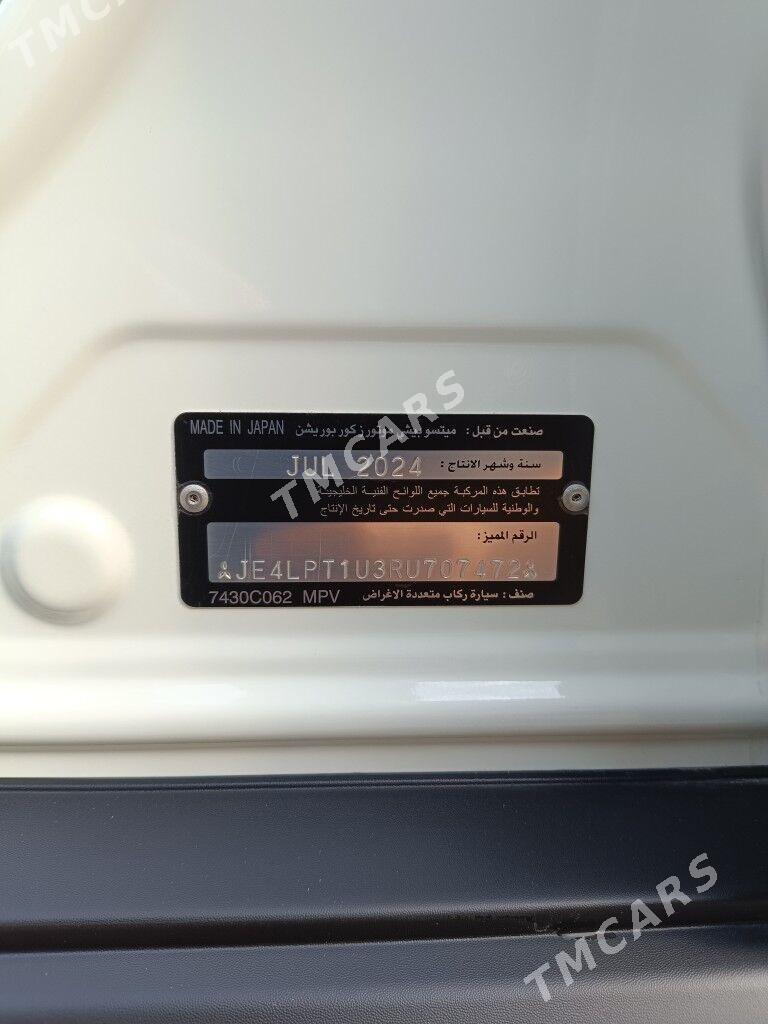 TMCARS
صنعت من قبل: ميتسوبيشي موتورز كوربوريشن MADE IN JAPAN
سنة وشهر الانتاج: JUL 2024
TMCARS
تطابق هذه المركبة جميع اللوائح الفنية الخليجية
والوطنية للسيارات التي صدرت حتى تاريخ الإنتاج
الرقم المميز:
JE4LPT1U3RU707472
صنف: سيارة ركاب متعددة الاغراض 7430C062 MPV
TMCARS